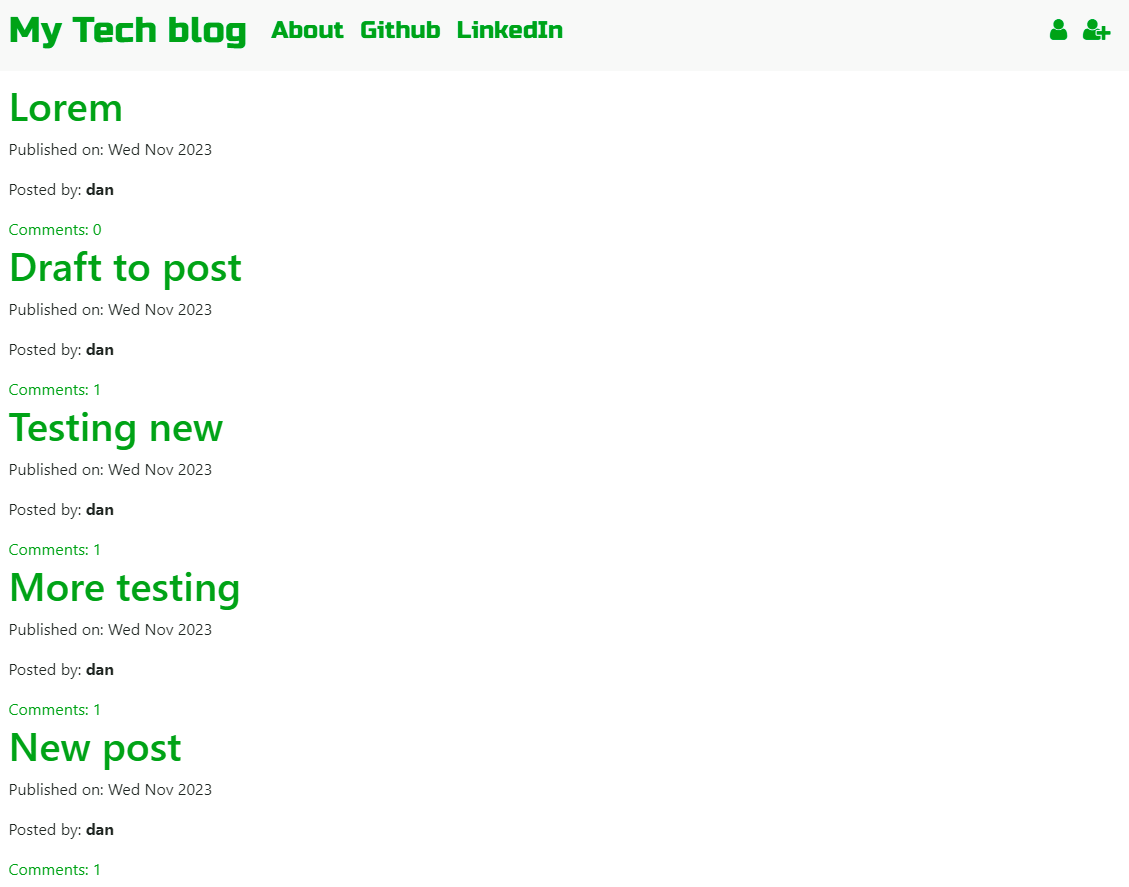 My Tech blog About Github LinkedIn
Lorem
Published on: Wed Nov 2023
Posted by: dan
Comments: 0
Draft to post
Published on: Wed Nov 2023
Posted by: dan
Comments: 1
Testing new
Published on: Wed Nov 2023
Posted by: dan
Comments: 1
More testing
Published on: Wed Nov 2023
Posted by: dan
Comments: 1
New post
Published on: Wed Nov 2023
Posted by: dan
Comments: 1